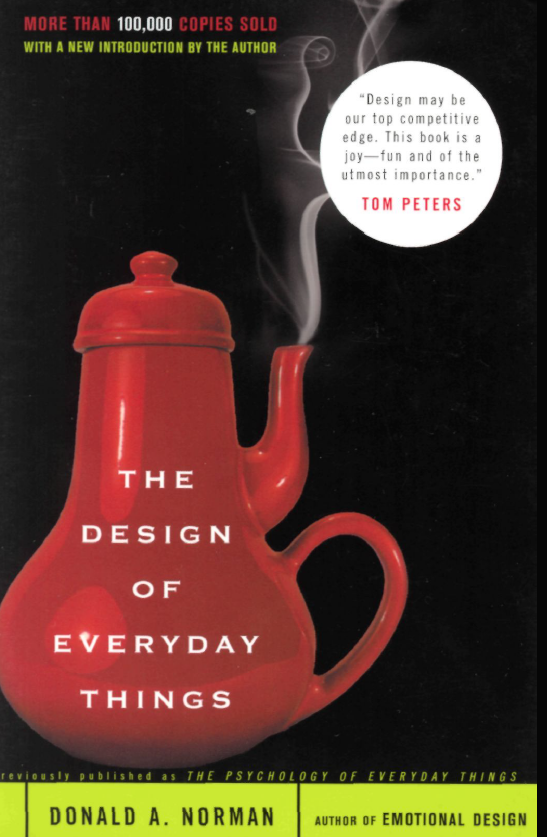 MORE THAN 100,000 COPIES SOLD
WITH A NEW INTRODUCTION BY THE AUTHOR
“Design may be
our top competitive
edge. This book is a
joy—fun and of the
utmost importance.”
TOM PETERS
THE
DESIGN
OF
EVERYDAY
THINGS
reviously published as THE PSYCHOLOGY OF EVERYDAY THINGS
DONALD A. NORMAN
AUTHOR OF EMOTIONAL DESIGN